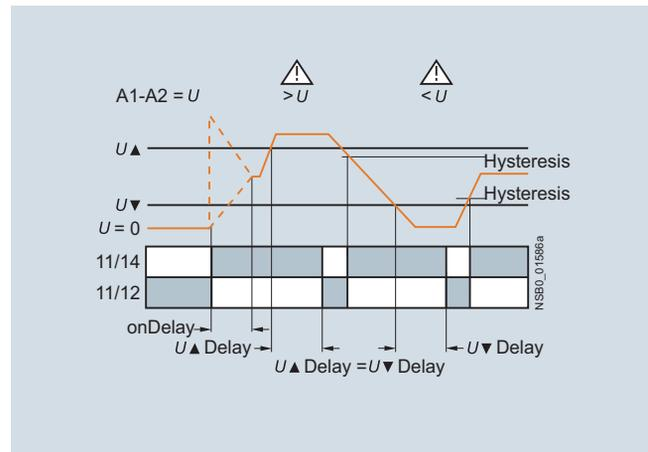 A1-A2 = U
! !
>U <U
U▲
Hysteresis
Hysteresis
U▼
U = 0
11/14
11/12
NSB0_01586a
onDelay
U▲Delay
U▼ Delay
U▲ Delay =U▼ Delay